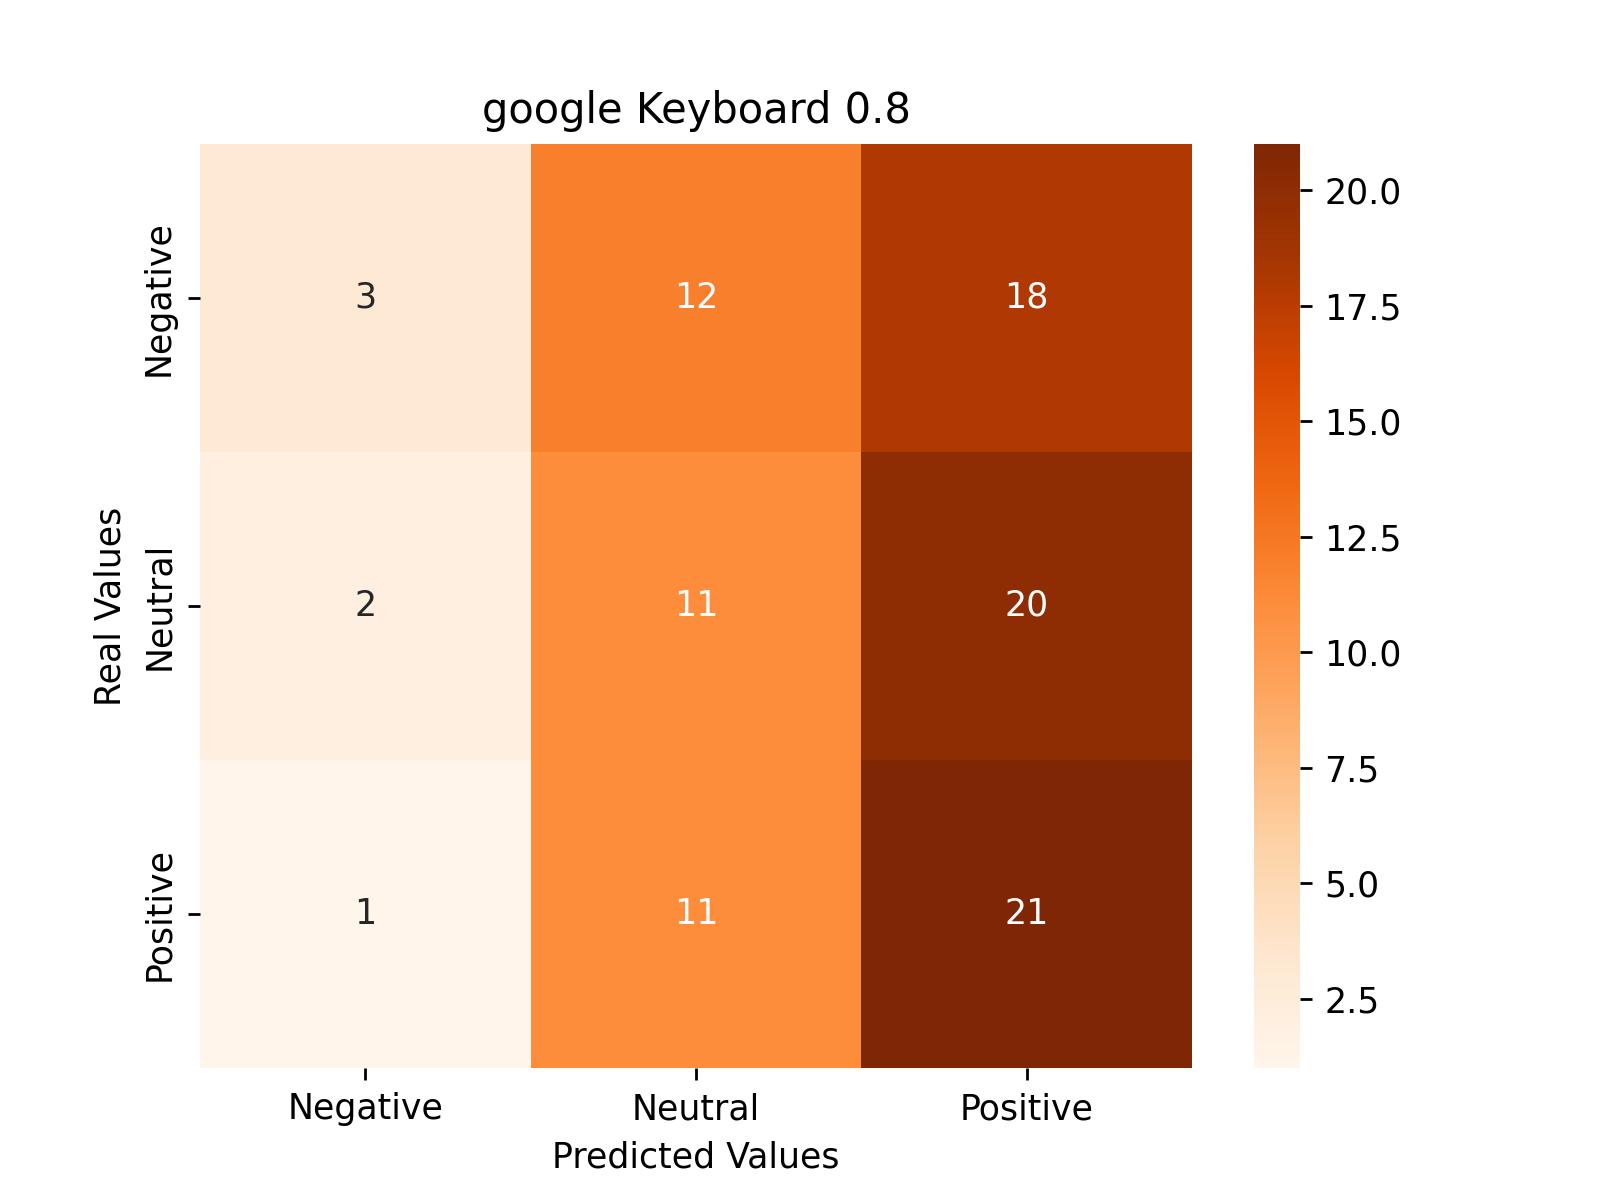 google Keyboard 0.8
Real Values
Negative
3 12 18
Neutral
2 11 20
Positive
1 11 21
Negative Neutral Positive
Predicted Values
20.0
17.5
15.0
12.5
10.0
7.5
5.0
2.5